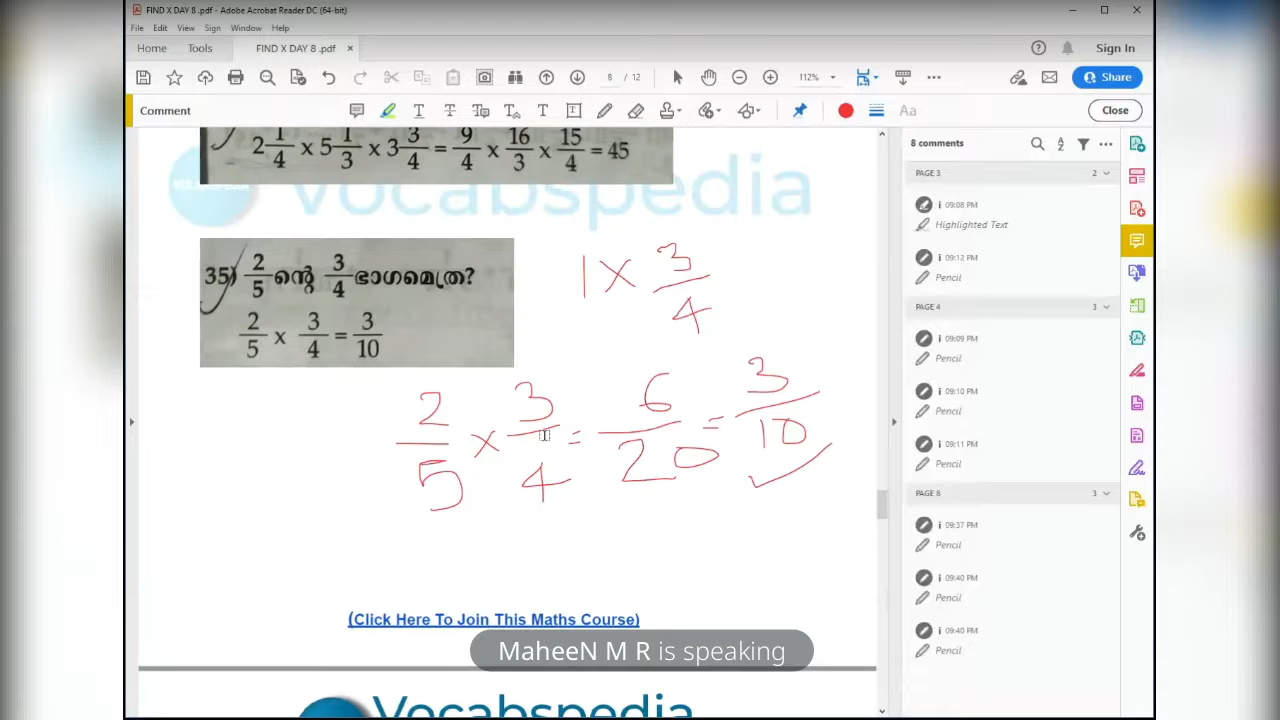 FIND X DAY 8 .pdf - Adobe Acrobat Reader DC (64-bit)
File Edit View Sign Window Help
Home Tools FIND X DAY 8 .pdf × Sign In
8 / 12 112% Share
Comment Aa Close
2 1/4 x 5 1/3 x 3 3/4 = 9/4 x 16/3 x 15/4 = 45
Vocabspedia
35) 2/5 ന്റെ 3/4 ഭാഗമെത്ര?
2/5 x 3/4 = 3/10
1 x 3/4
2/5 x 3/4 = 6/20 = 3/10
(Click Here To Join This Maths Course)
MaheeN M R is speaking
Vocabspedia
8 comments
PAGE 3 2
i 09:08 PM
Highlighted Text
i 09:12 PM
Pencil
PAGE 4 3
i 09:09 PM
Pencil
i 09:10 PM
Pencil
i 09:11 PM
Pencil
PAGE 8 3
i 09:37 PM
Pencil
i 09:40 PM
Pencil
i 09:40 PM
Pencil